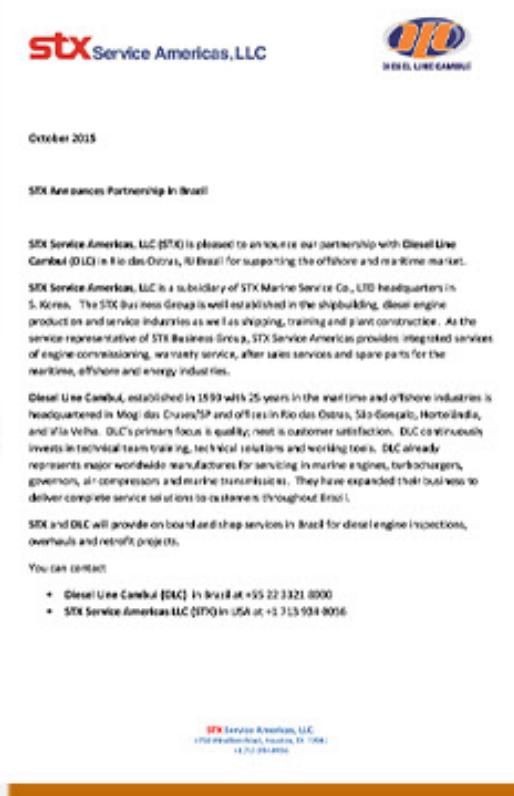 stx Service Americas, LLC
DLC
DIESEL LINE CAMBUÍ
October 2015
STX Announces Partnership in Brazil
STX Service Americas, LLC (STX) is pleased to announce our partnership with Diesel Line
Cambui (DLC) in Rio das Ostras, RJ Brazil for supporting the offshore and maritime market.
STX Service Americas, LLC is a subsidiary of STX Marine Service Co., LTD headquarters in
S. Korea. The STX Business Group is well established in the shipbuilding, diesel engine
production and service industries as well as shipping, training and plant construction. As the
service representative of STX Business Group, STX Service Americas provides integrated services
of engine commissioning, warranty service, after sales services and spare parts for the
maritime, offshore and energy industries.
Diesel Line Cambui, established in 1990 with 25 years in the maritime and offshore industries is
headquartered in Mogi das Cruses/SP and offices in Rio das Ostras, São Gonçalo, Hortolândia,
and Vila Velha. DLC's primary focus is quality; next is customer satisfaction. DLC continuously
invests in technical team training, technical solutions and working tools. DLC already
represents major worldwide manufactures for servicing in marine engines, turbochargers,
governors, air compressors and marine transmissions. They have expanded their business to
deliver complete service solutions to customers throughout Brazil.
STX and DLC will provide on board and shop services in Brazil for diesel engine inspections,
overhauls and retrofit projects.
You can contact
• Diesel Line Cambui (DLC) in Brazil at +55 22 3321 8000
• STX Service Americas LLC (STX) in USA at +1 713 934 0056
STX Service Americas, LLC
Houston, TX